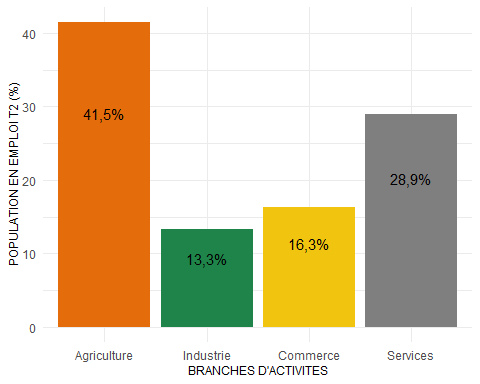 POPULATION EN EMPLOI T2 (%)
40
30
20
10
0
41,5%
13,3%
16,3%
28,9%
Agriculture
Industrie
Commerce
Services
BRANCHES D'ACTIVITES